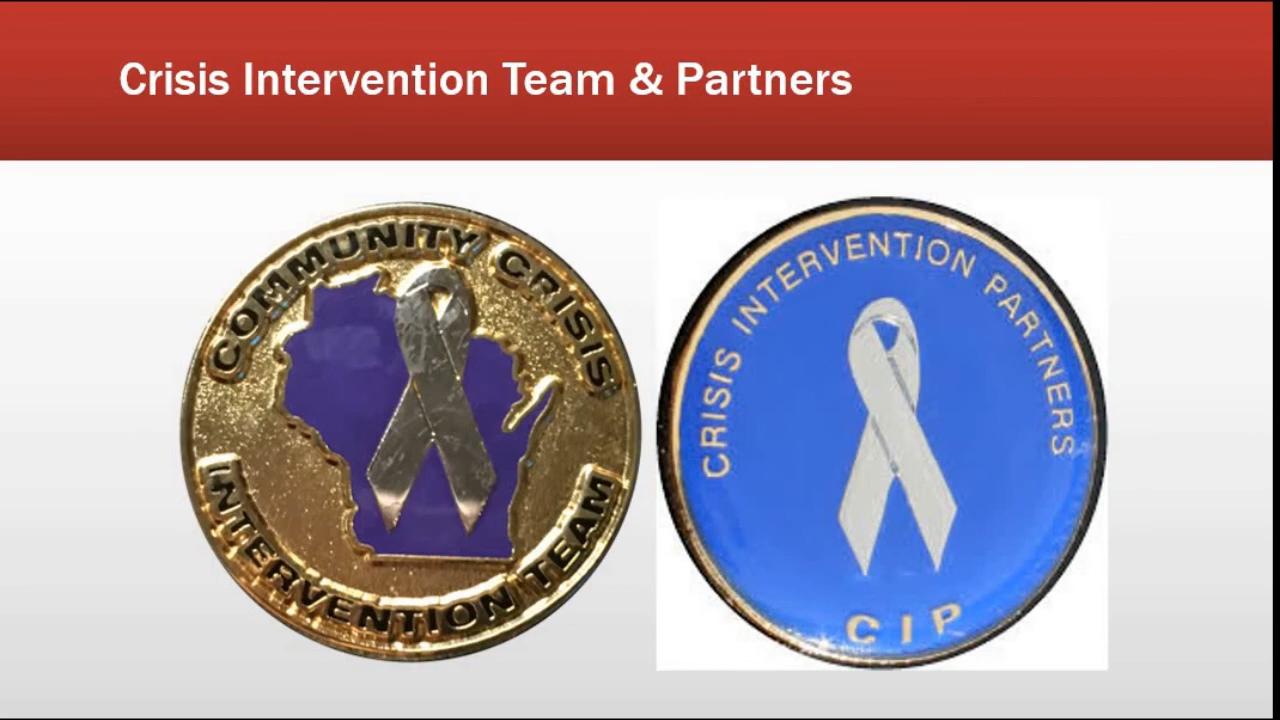 Crisis Intervention Team & Partners
COMMUNITY CRISIS
INTERVENTION TEAM
CRISIS INTERVENTION PARTNERS
CIP